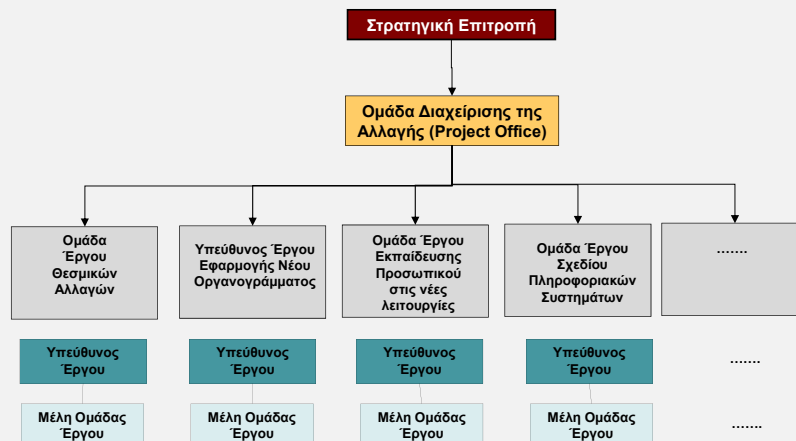 Στρατηγική Επιτροπή
Ομάδα Διαχείρισης της
Αλλαγής (Project Office)
Ομάδα
Έργου
Θεσμικών
Αλλαγών
Υπεύθυνος Έργου
Εφαρμογής Νέου
Οργανογράμματος
Ομάδα Έργου
Εκπαίδευσης
Προσωπικού
στις νέες
λειτουργίες
Ομάδα Έργου
Σχεδίου
Πληροφοριακών
Συστημάτων
.......
Υπεύθυνος
Έργου
Υπεύθυνος
Έργου
Υπεύθυνος
Έργου
Υπεύθυνος
Έργου
.......
Μέλη Ομάδας
Έργου
Μέλη Ομάδας
Έργου
Μέλη Ομάδας
Έργου
Μέλη Ομάδας
Έργου
.......